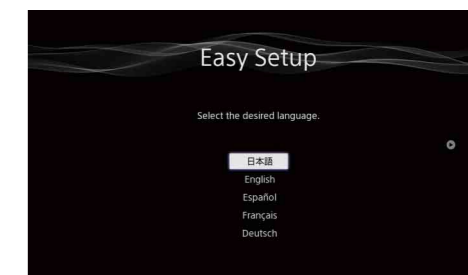 Easy Setup
Select the desired language.
日本語
English
Español
Français
Deutsch